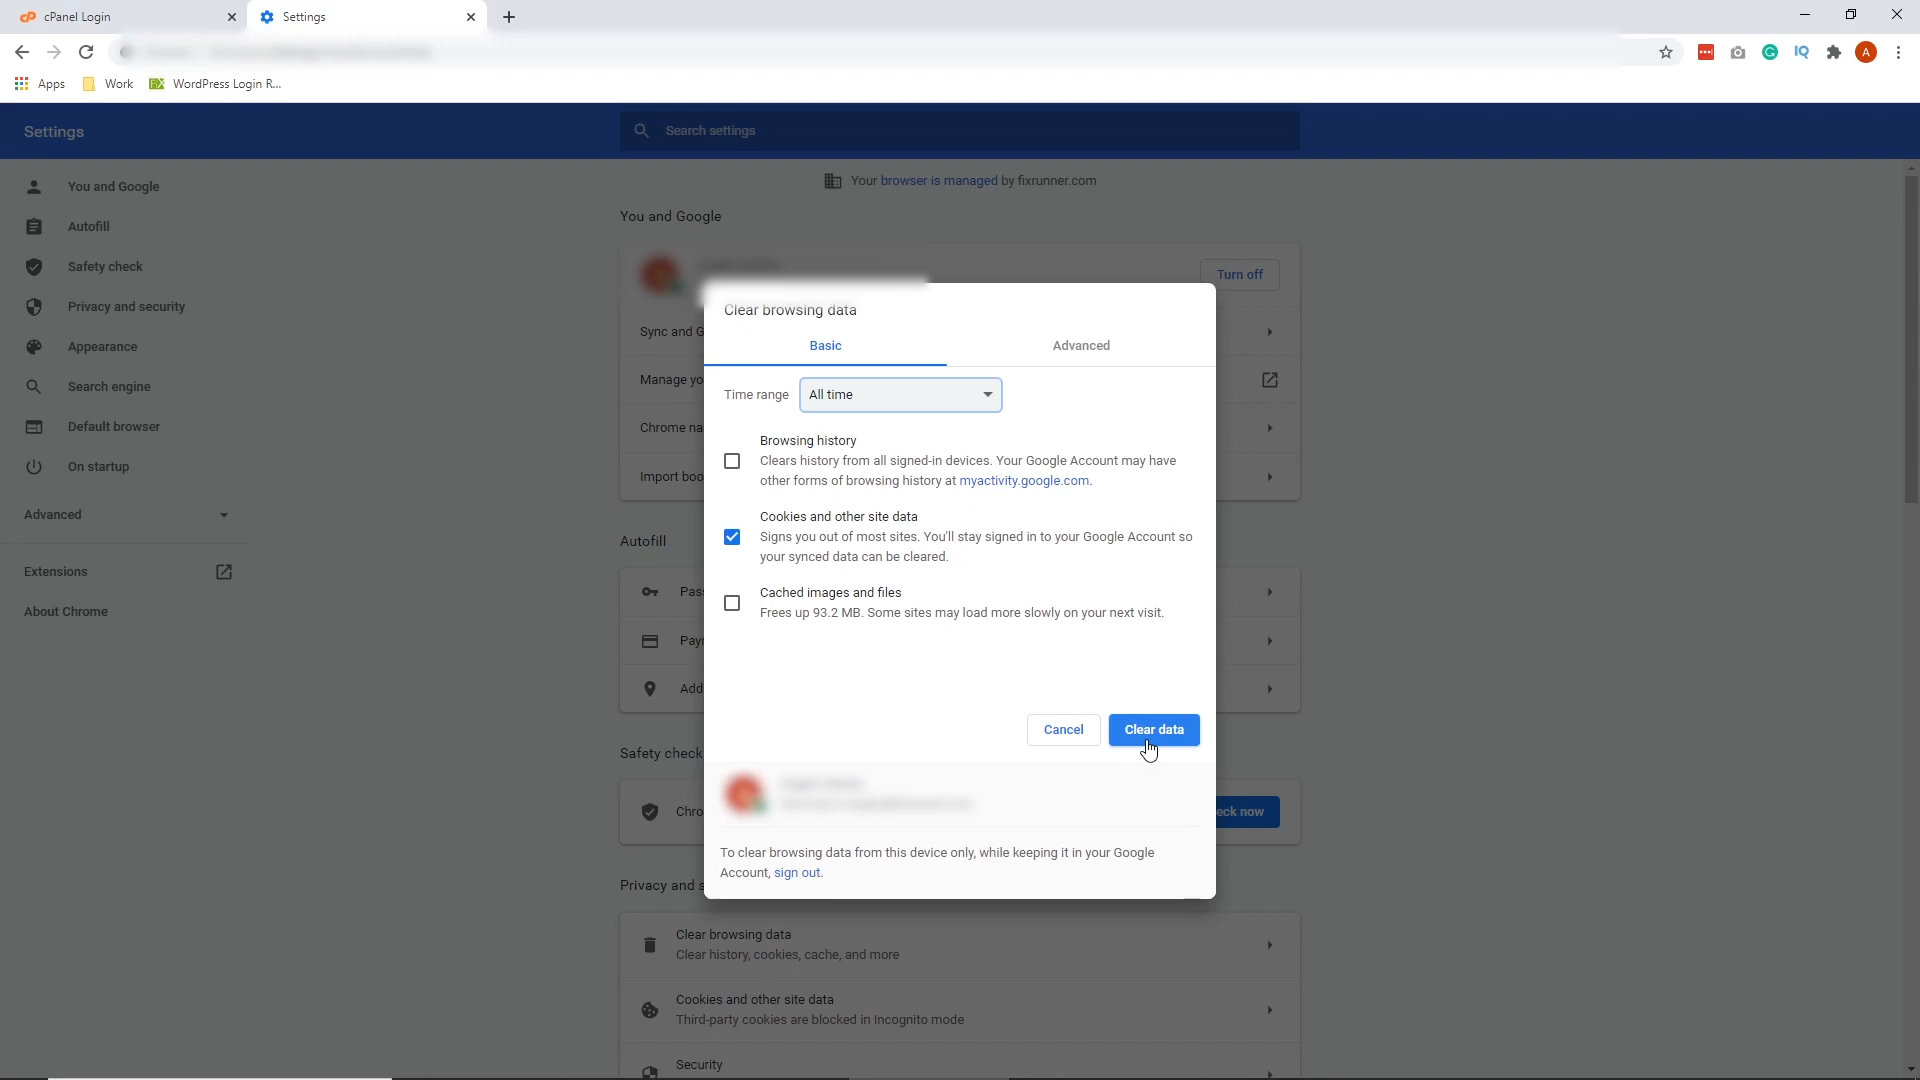 cPanel Login
Settings
Apps
Work
WordPress Login R...
A
Settings
Search settings
You and Google
Autofill
Safety check
Privacy and security
Appearance
Search engine
Default browser
On startup
Advanced
Extensions
About Chrome
Your browser is managed by fixrunner.com
You and Google
Turn off
Sync and G
Manage yo
Chrome na
Import boo
Autofill
Pas
Pay
Add
Safety check
Chro
eck now
Privacy and s
Clear browsing data
Basic
Advanced
Time range
All time
Browsing history
Clears history from all signed-in devices. Your Google Account may have
other forms of browsing history at myactivity.google.com.
Cookies and other site data
Signs you out of most sites. You'll stay signed in to your Google Account so
your synced data can be cleared.
Cached images and files
Frees up 93.2 MB. Some sites may load more slowly on your next visit.
Cancel
Clear data
To clear browsing data from this device only, while keeping it in your Google
Account, sign out.
Clear browsing data
Clear history, cookies, cache, and more
Cookies and other site data
Third-party cookies are blocked in Incognito mode
Security